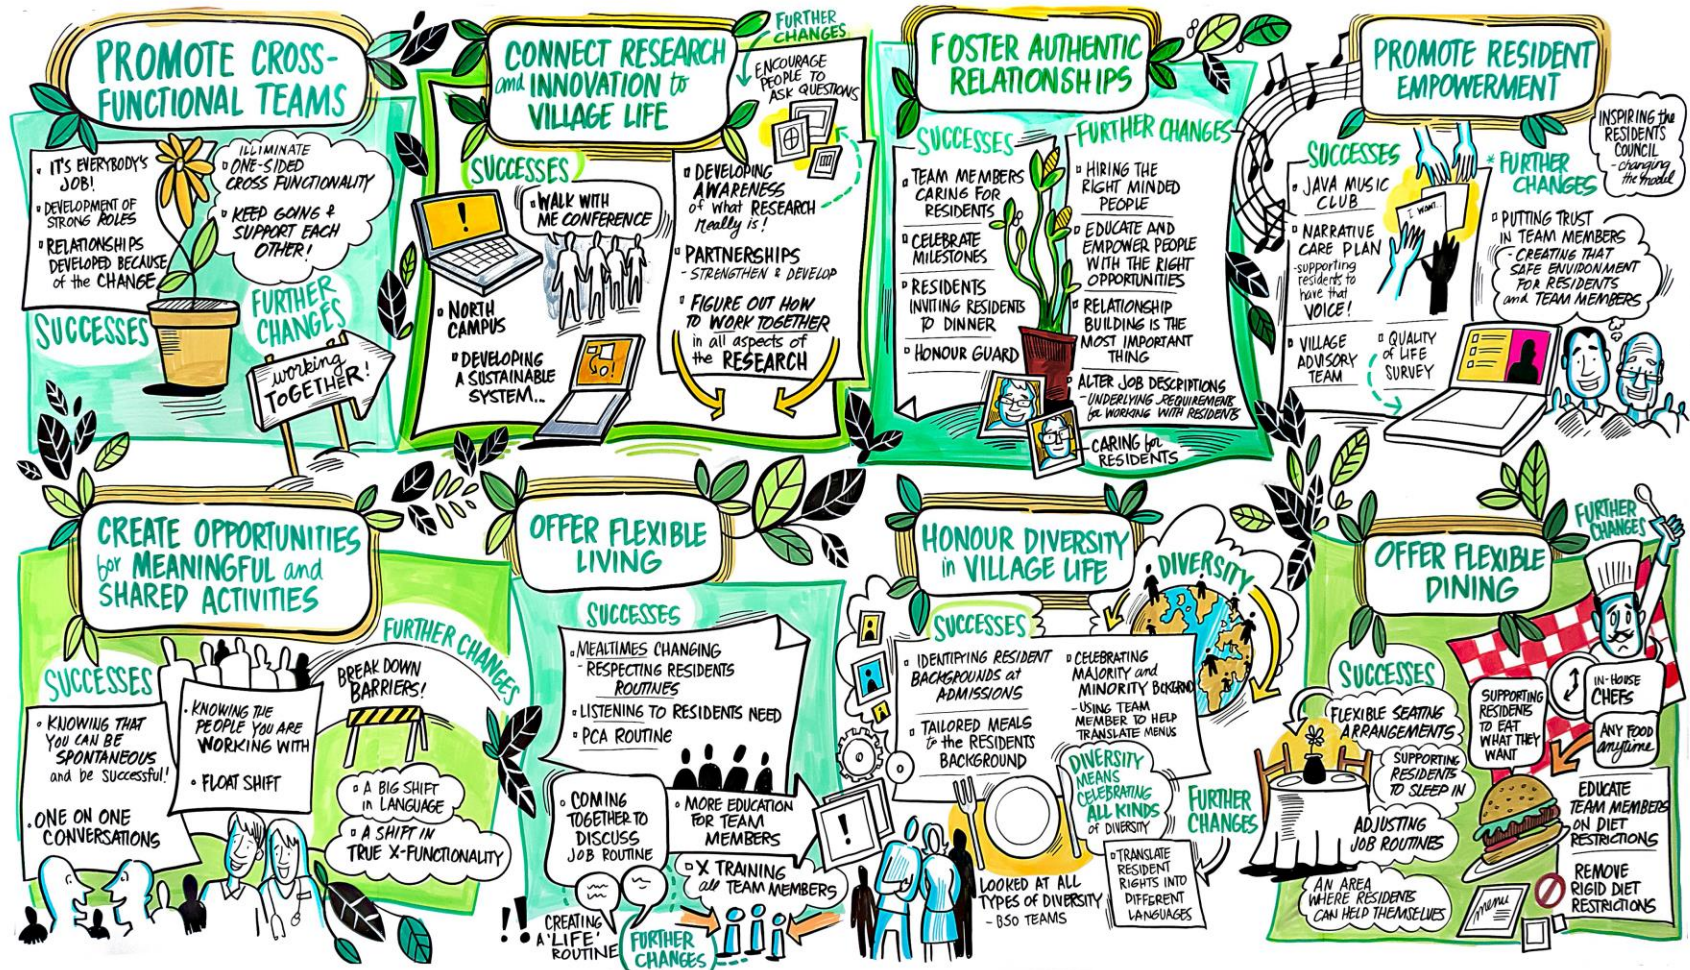 PROMOTE CROSS-
FUNCTIONAL TEAMS
▫ IT'S EVERYBODY'S
JOB!
▫ DEVELOPMENT OF
STRONG ROLES
▫ RELATIONSHIPS
DEVELOPED BECAUSE
of the CHANGE
SUCCESSES
ILLIMINATE
▫ ONE-SIDED
CROSS FUNCTIONALITY
▫ KEEP GOING &
SUPPORT EACH
OTHER!
FURTHER
CHANGES
working
TOGETHER!
CONNECT RESEARCH
and INNOVATION to
VILLAGE LIFE
SUCCESSES
!
▫ WALK WITH
ME CONFERENCE
▫ NORTH
CAMPUS
▫ DEVELOPING
A SUSTAINABLE
SYSTEM...
FURTHER
CHANGES
ENCOURAGE
PEOPLE TO
ASK QUESTIONS
▫ DEVELOPING
AWARENESS
of what RESEARCH
really is!
▫ PARTNERSHIPS
- STRENGTHEN & DEVELOP
▫ FIGURE OUT HOW
TO WORK TOGETHER
in all aspects of
the RESEARCH
FOSTER AUTHENTIC
RELATIONSHIPS
SUCCESSES
▫ TEAM MEMBERS
CARING FOR
RESIDENTS
▫ CELEBRATE
MILESTONES
▫ RESIDENTS
INVITING RESIDENTS
TO DINNER
▫ HONOUR GUARD
FURTHER CHANGES
▫ HIRING THE
RIGHT MINDED
PEOPLE
▫ EDUCATE AND
EMPOWER PEOPLE
WITH THE RIGHT
OPPORTUNITIES
▫ RELATIONSHIP
BUILDING IS THE
MOST IMPORTANT
THING
▫ ALTER JOB DESCRIPTIONS
- UNDERLYING REQUIREMENTS
for WORKING WITH RESIDENTS
- CARING for
RESIDENTS
PROMOTE RESIDENT
EMPOWERMENT
SUCCESSES
▫ JAVA MUSIC
CLUB
▫ NARRATIVE
CARE PLAN
-supporting
residents to
have that
VOICE!
▫ VILLAGE
ADVISORY
TEAM
I WANT...
▫ QUALITY
of LIFE
SURVEY
* FURTHER
CHANGES
INSPIRING the
RESIDENTS
COUNCIL
- changing
the model
▫ PUTTING TRUST
IN TEAM MEMBERS
- CREATING THAT
SAFE ENVIRONMENT
FOR RESIDENTS
and TEAM MEMBERS
CREATE OPPORTUNITIES
for MEANINGFUL and
SHARED ACTIVITIES
SUCCESSES
▫ KNOWING THAT
YOU CAN BE
SPONTANEOUS
and be successful!
▫ ONE ON ONE
CONVERSATIONS
▫ KNOWING THE
PEOPLE YOU ARE
WORKING WITH
▫ FLOAT SHIFT
FURTHER CHANGES
BREAK DOWN
BARRIERS!
▫ A BIG SHIFT
in LANGUAGE
▫ A SHIFT IN
TRUE X-FUNCTIONALITY
OFFER FLEXIBLE
LIVING
SUCCESSES
▫ MEALTIMES CHANGING
- RESPECTING RESIDENTS
ROUTINES
▫ LISTENING TO RESIDENTS NEED
▫ PCA ROUTINE
▫ COMING
TOGETHER TO
DISCUSS
JOB ROUTINE
▫ MORE EDUCATION
FOR TEAM
MEMBERS
!
▫ X TRAINING
all TEAM MEMBERS
!!
CREATING
A 'LIFE'
ROUTINE
FURTHER
CHANGES
HONOUR DIVERSITY
in VILLAGE LIFE
DIVERSITY
SUCCESSES
▫ IDENTIFYING RESIDENT
BACKGROUNDS at
ADMISSIONS
▫ TAILORED MEALS
to the RESIDENTS
BACKGROUND
▫ CELEBRATING
MAJORITY and
MINORITY BCKGRND
- USING TEAM
MEMBER TO HELP
TRANSLATE MENUS
DIVERSITY
MEANS
CELEBRATING
ALL KINDS
of DIVERSITY
LOOKED AT ALL
TYPES OF DIVERSITY
- BSO TEAMS
FURTHER
CHANGES
▫ TRANSLATE
RESIDENT
RIGHTS INTO
DIFFERENT
LANGUAGES
OFFER FLEXIBLE
DINING
SUCCESSES
FLEXIBLE SEATING
ARRANGEMENTS
SUPPORTING
RESIDENTS
TO SLEEP IN
ADJUSTING
JOB ROUTINES
AN AREA
WHERE RESIDENTS
CAN HELP THEMSELVES
menu
FURTHER
CHANGES
SUPPORTING
RESIDENTS
TO EAT
WHAT THEY
WANT
IN-HOUSE
CHEFS
ANY FOOD
anytime
EDUCATE
TEAM MEMBERS
ON DIET
RESTRICTIONS
REMOVE
RIGID DIET
RESTRICTIONS